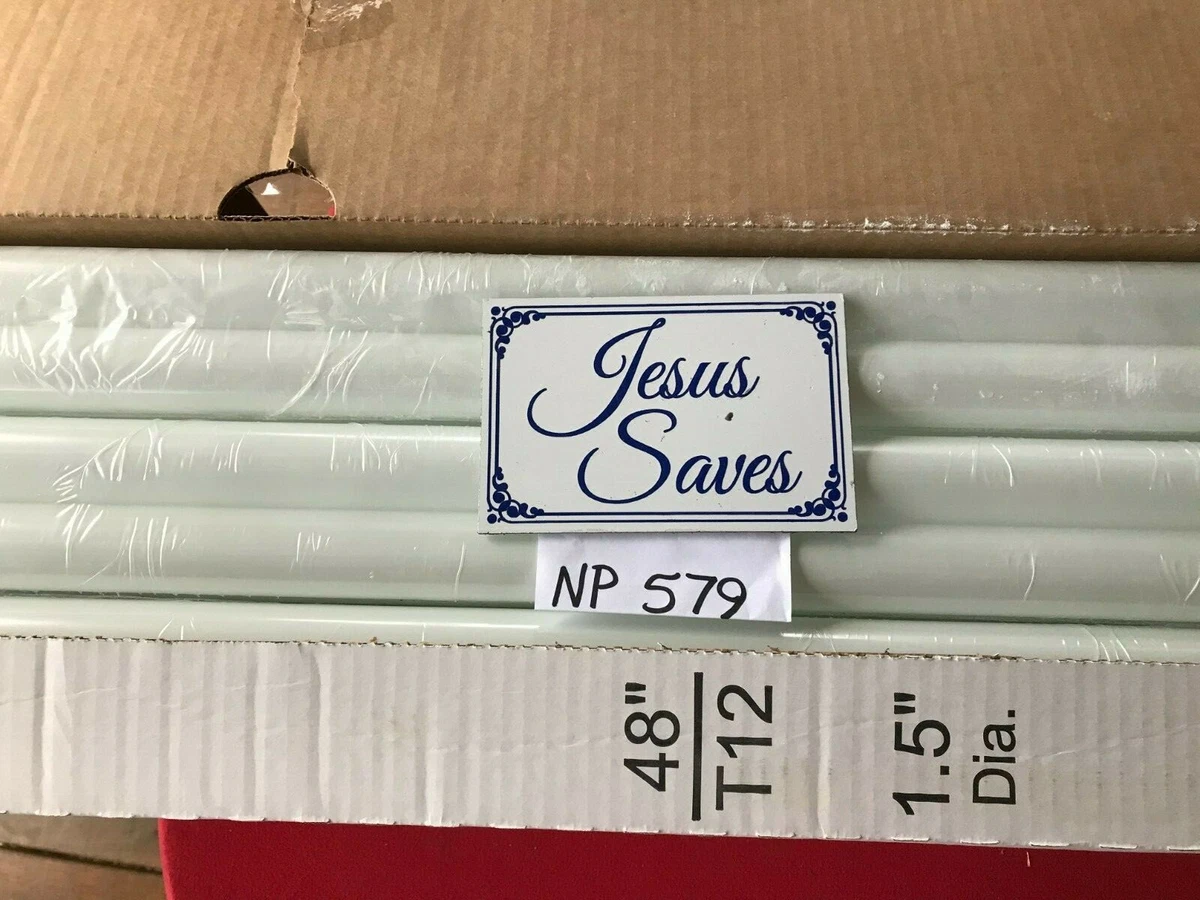 Jesus
Saves
NP 579
48"
T12
1.5"
Dia.